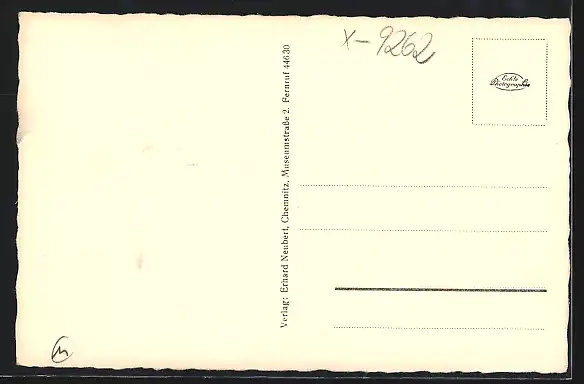 x-9262
Echte
Photographie
Verlag: Erhard Neubert, Chemnitz, Museumstraße 2. Fernruf 44630
M